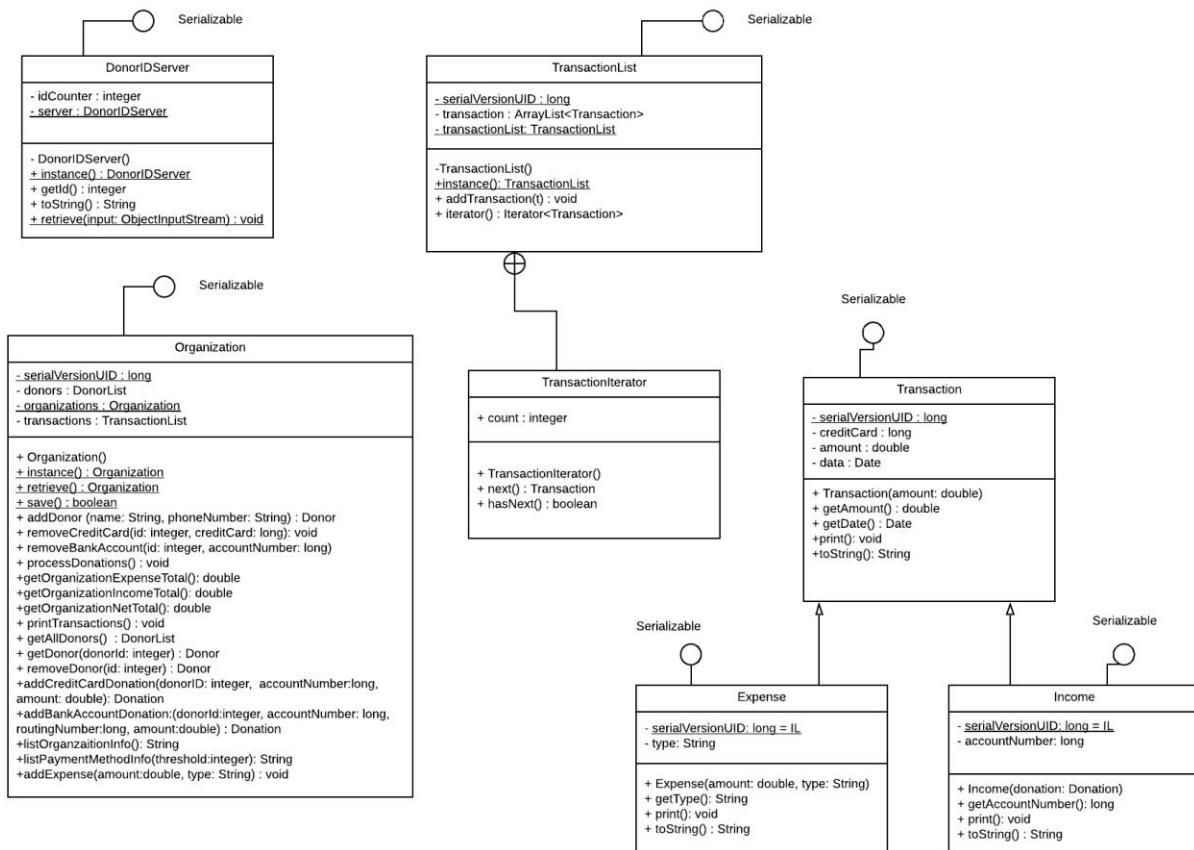 Serializable
DonorIDServer
- idCounter : integer
- server : DonorIDServer
- DonorIDServer()
+ instance() : DonorIDServer
+ getId() : integer
+ toString() : String
+ retrieve(input: ObjectInputStream) : void
Serializable
TransactionList
- serialVersionUID : long
- transaction : ArrayList<Transaction>
- transactionList: TransactionList
-TransactionList()
+instance(): TransactionList
+ addTransaction(t) : void
+ iterator() : Iterator<Transaction>
Serializable
Organization
- serialVersionUID : long
- donors : DonorList
- organizations : Organization
- transactions : TransactionList
+ Organization()
+ instance() : Organization
+ retrieve() : Organization
+ save() : boolean
+ addDonor (name: String, phoneNumber: String) : Donor
+ removeCreditCard(id: integer, creditCard: long): void
+ removeBankAccount(id: integer, accountNumber: long)
+ processDonations() : void
+getOrganizationExpenseTotal(): double
+getOrganizationIncomeTotal(): double
+getOrganizationNetTotal(): double
+ printTransactions() : void
+ getAllDonors() : DonorList
+ getDonor(donorId: integer) : Donor
+ removeDonor(id: integer) : Donor
+addCreditCardDonation(donorID: integer, accountNumber:long,
amount: double): Donation
+addBankAccountDonation:(donorId:integer, accountNumber: long,
routingNumber:long, amount:double) : Donation
+listOrganzaitionInfo(): String
+listPaymentMethodInfo(threshold:integer): String
+addExpense(amount:double, type: String) : void
TransactionIterator
+ count : integer
+ TransactionIterator()
+ next() : Transaction
+ hasNext() : boolean
Serializable
Transaction
- serialVersionUID : long
- creditCard : long
- amount : double
- data : Date
+ Transaction(amount: double)
+ getAmount() : double
+ getDate() : Date
+print(): void
+toString(): String
Serializable
Expense
- serialVersionUID: long = IL
- type: String
+ Expense(amount: double, type: String)
+ getType(): String
+ print(): void
+ toString() : String
Serializable
Income
- serialVersionUID: long = IL
- accountNumber: long
+ Income(donation: Donation)
+ getAccountNumber(): long
+ print(): void
+ toString() : String